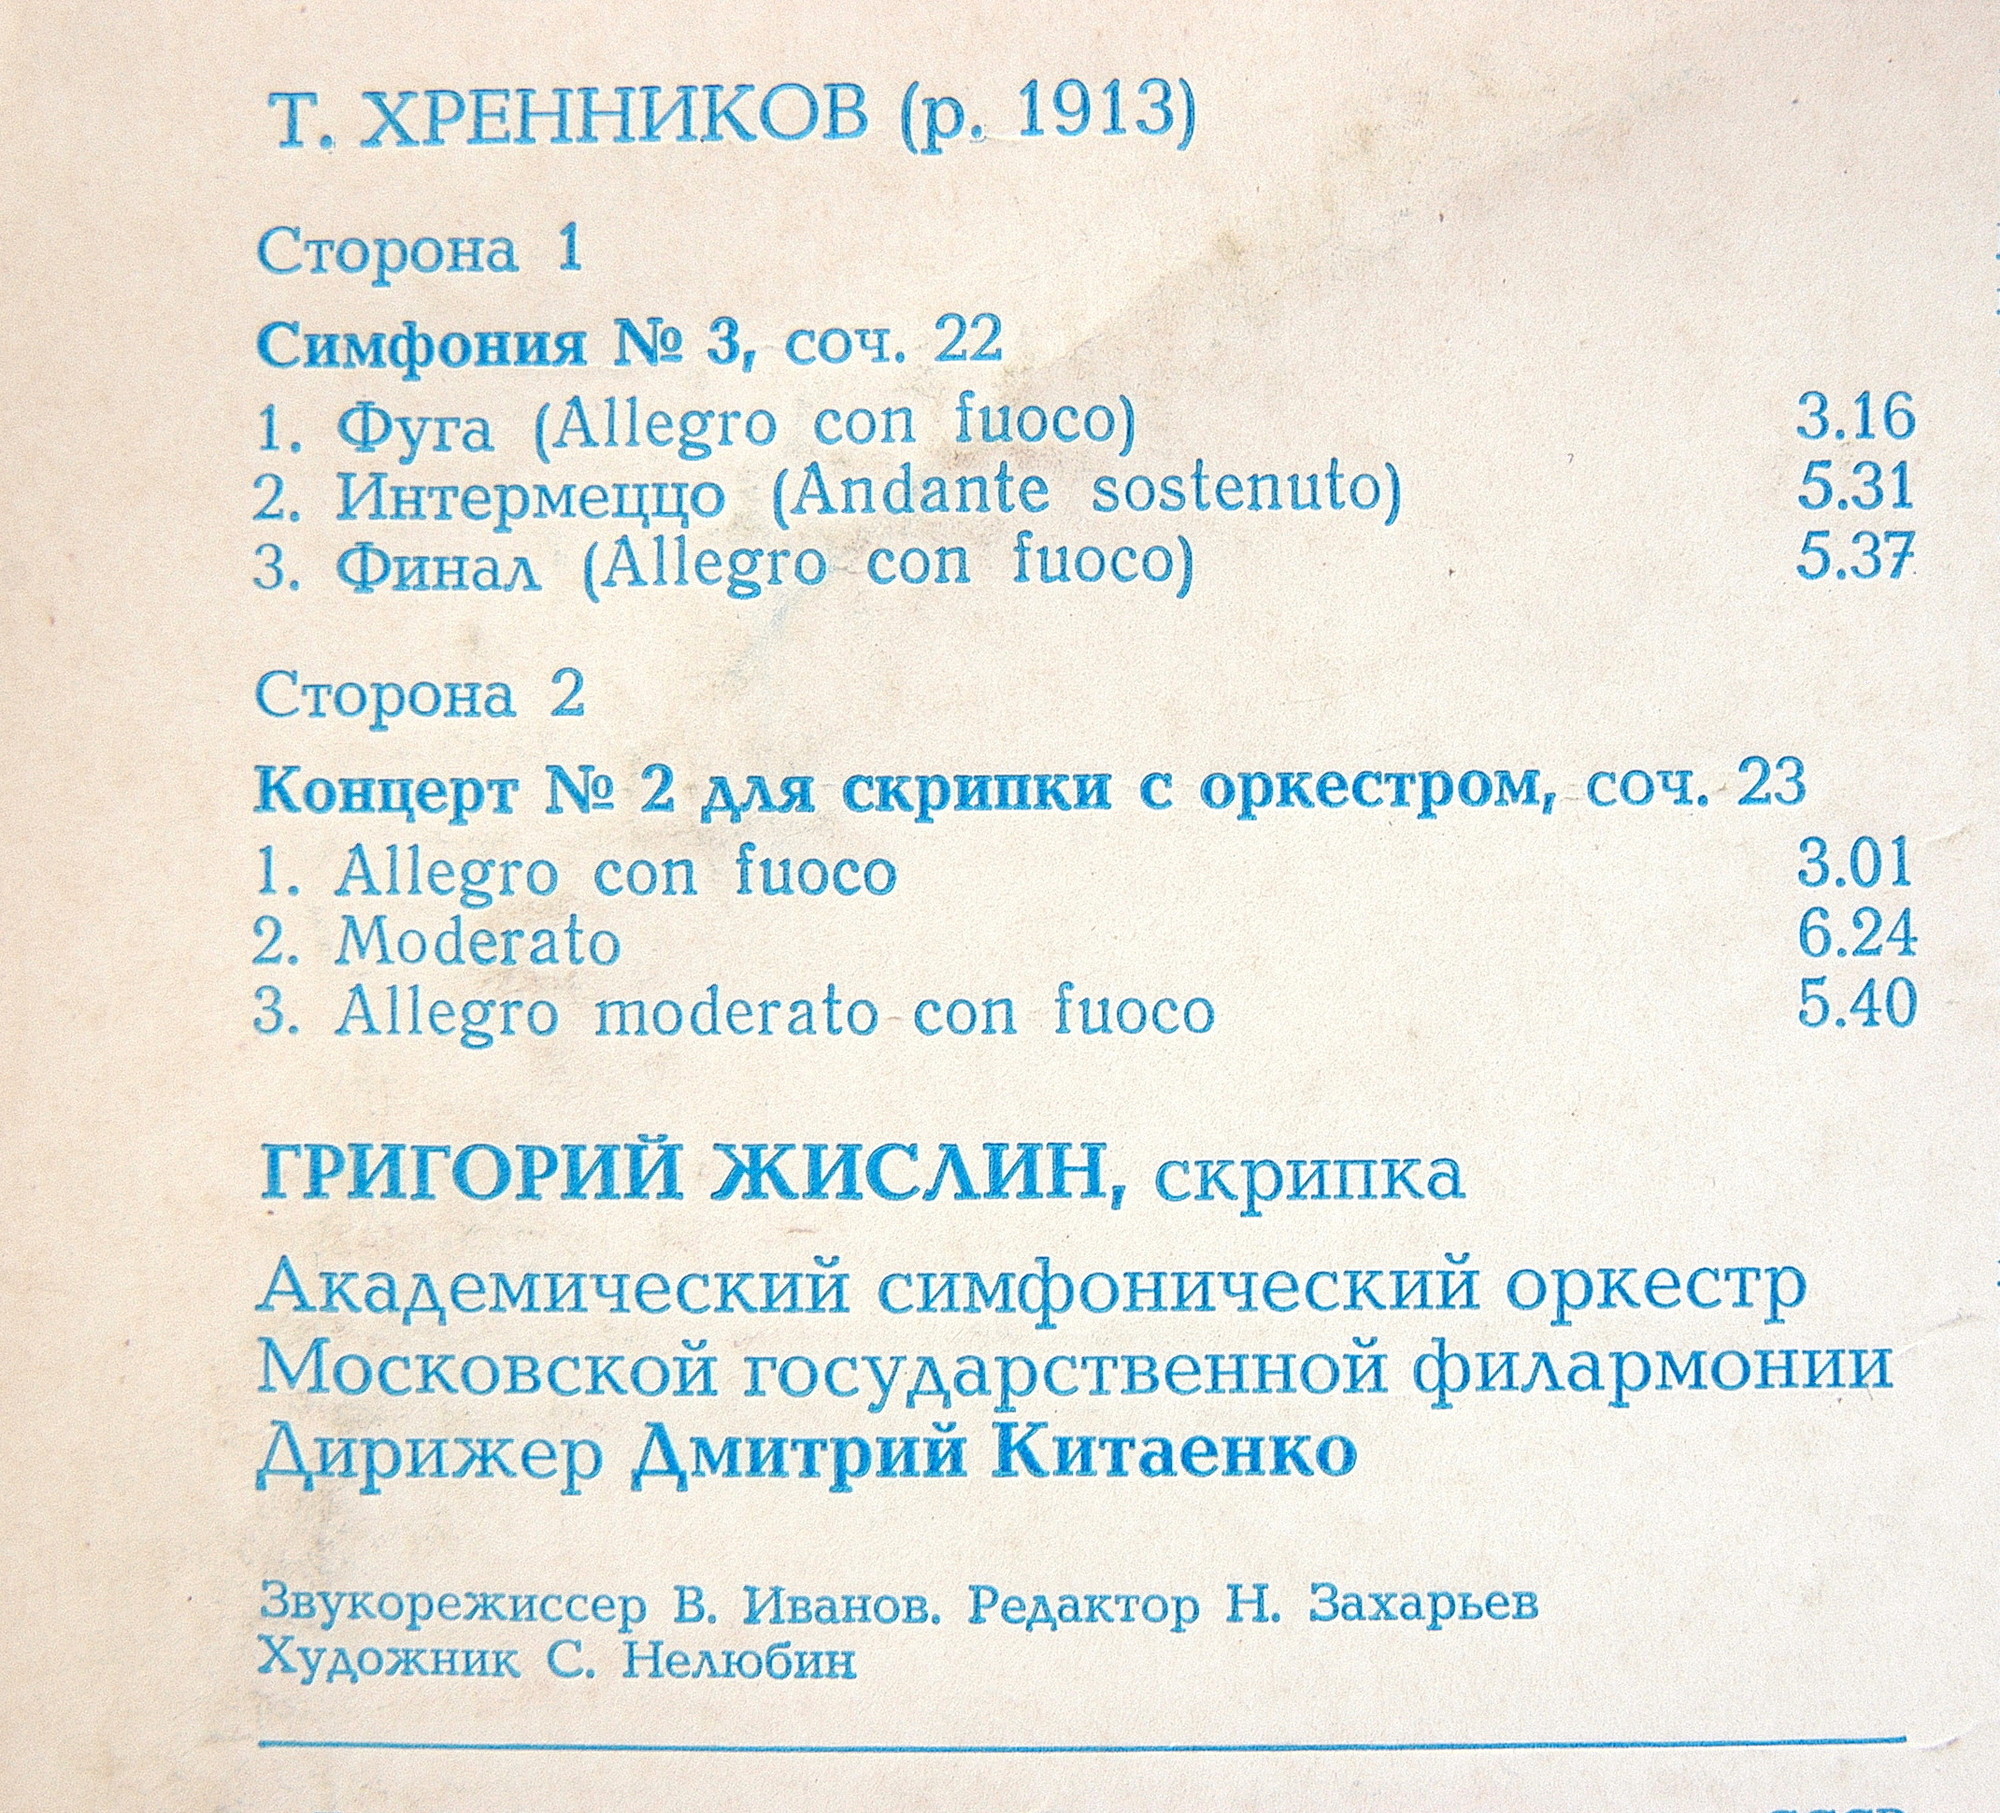 Т. ХРЕННИКОВ (р. 1913)
Сторона 1
Симфония № 3, соч. 22
1. Фуга (Allegro con fuoco) 3.16
2. Интермеццо (Andante sostenuto) 5.31
3. Финал (Allegro con fuoco) 5.37
Сторона 2
Концерт № 2 для скрипки с оркестром, соч. 23
1. Allegro con fuoco 3.01
2. Moderato 6.24
3. Allegro moderato con fuoco 5.40
ГРИГОРИЙ ЖИСЛИН, скрипка
Академический симфонический оркестр
Московской государственной филармонии
Дирижер Дмитрий Китаенко
Звукорежиссер В. Иванов. Редактор Н. Захарьев
Художник С. Нелюбин